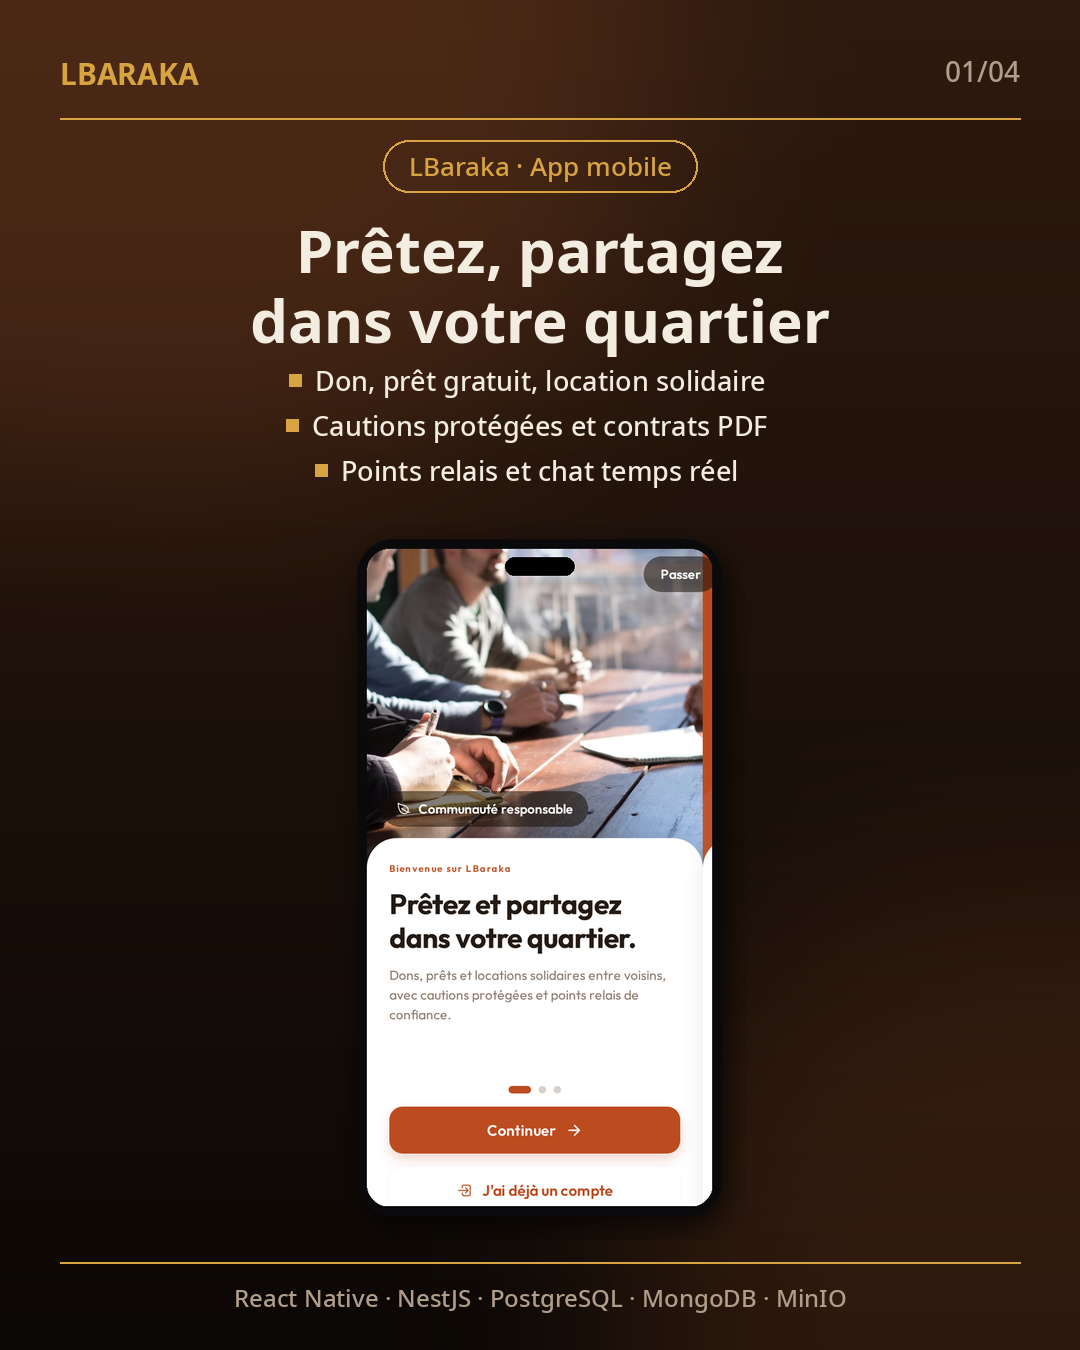 LBARAKA
01/04
LBaraka · App mobile
Prêtez, partagez
dans votre quartier
Don, prêt gratuit, location solidaire
Cautions protégées et contrats PDF
Points relais et chat temps réel
Passer
Communauté responsable
Bienvenue sur LBaraka
Prêtez et partagez
dans votre quartier.
Dons, prêts et locations solidaires entre voisins,
avec cautions protégées et points relais de
confiance.
Continuer →
J'ai déjà un compte
React Native · NestJS · PostgreSQL · MongoDB · MinIO